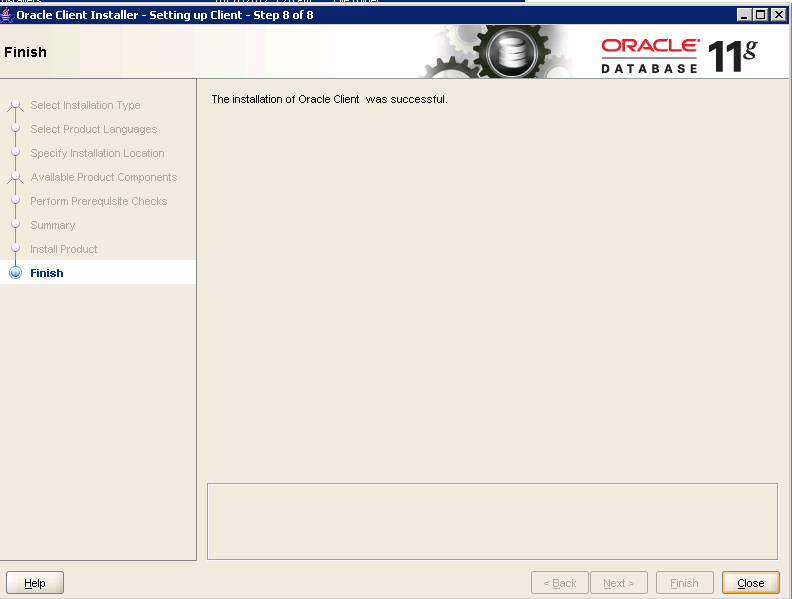 Oracle Client Installer - Setting up Client - Step 8 of 8
Finish
ORACLE
DATABASE
11g
Select Installation Type
Select Product Languages
Specify Installation Location
Available Product Components
Perform Prerequisite Checks
Summary
Install Product
Finish
The installation of Oracle Client was successful.
Help
< Back
Next >
Finish
Close